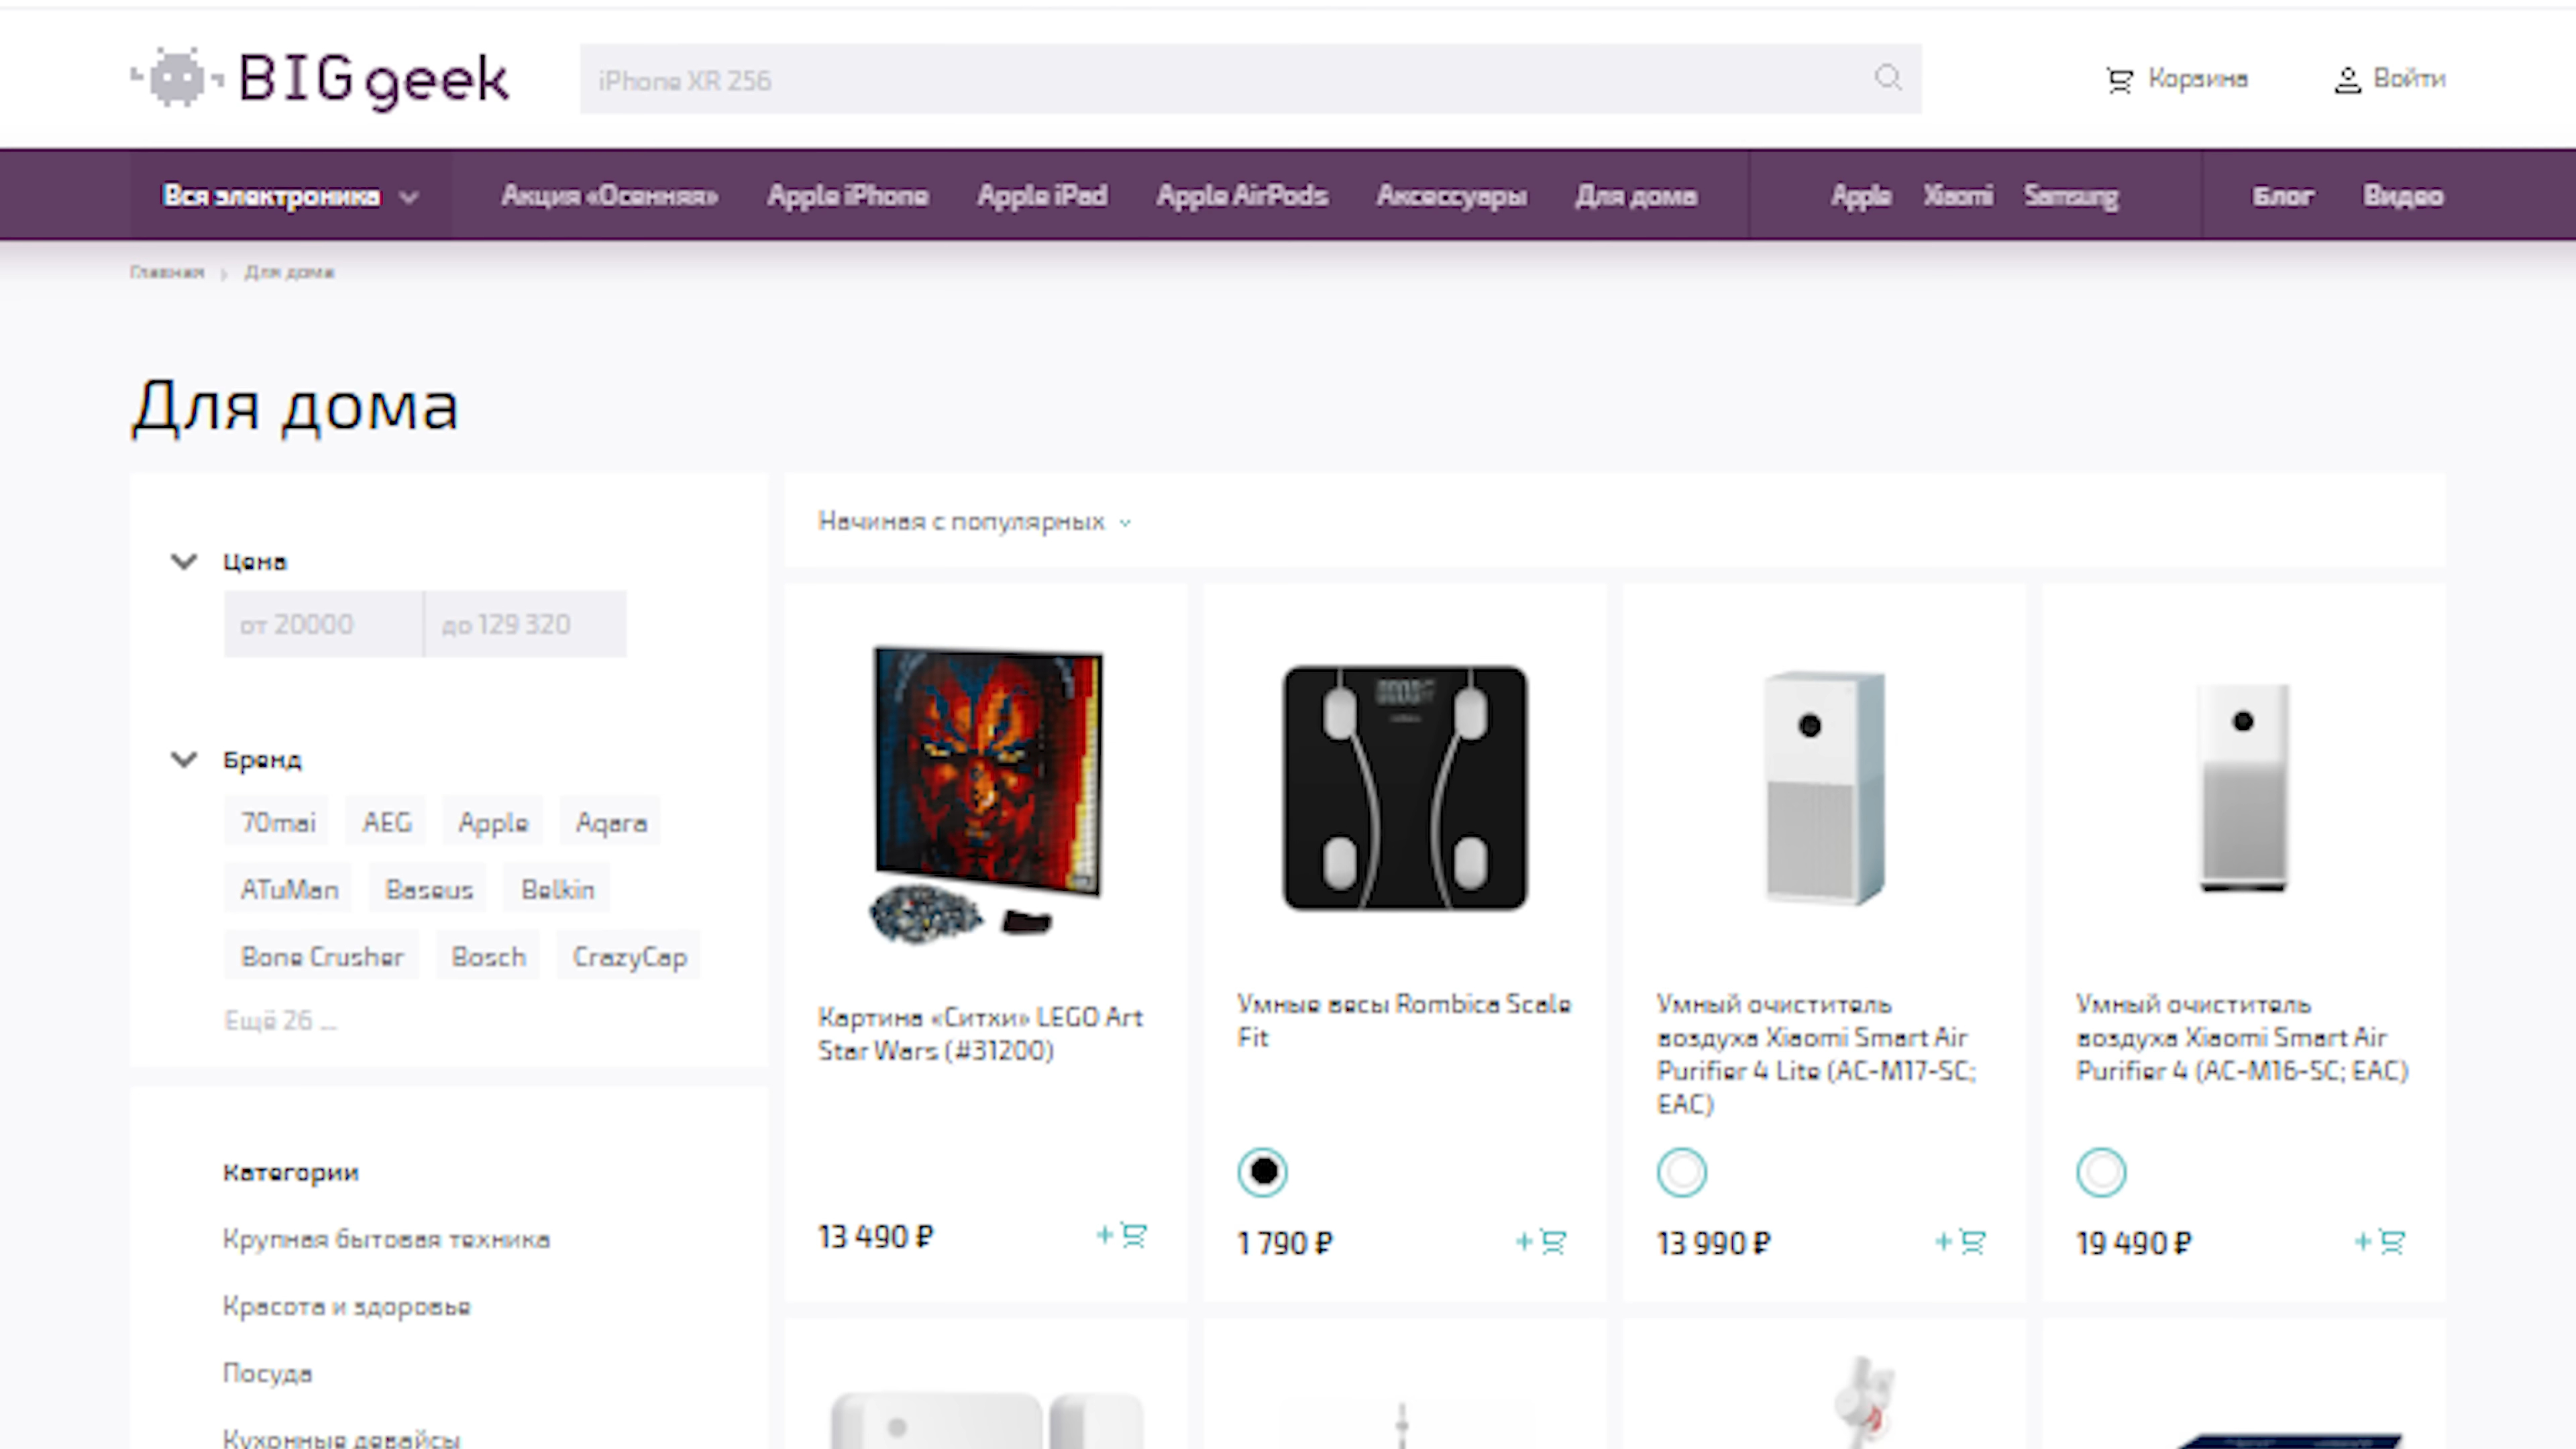 BIG geek
iPhone XR 256
Корзина
Войти
Вся электроника
Акция «Осенняя»
Apple iPhone
Apple iPad
Apple AirPods
Аксессуары
Для дома
Apple
Xiaomi
Samsung
Блог
Видео
Главная
Для дома
Для дома
Цена
от 20000
до 129 320
Бренд
70mai
AEG
Apple
Aqara
ATuMan
Baseus
Belkin
Bone Crusher
Bosch
CrazyCap
Ещё 26 ...
Категории
Крупная бытовая техника
Красота и здоровье
Посуда
Кухонные девайсы
Начиная с популярных
Картина «Ситхи» LEGO Art
Star Wars (#31200)
13 490 ₽
Умные весы Rombica Scale
Fit
1 790 ₽
Умный очиститель
воздуха Xiaomi Smart Air
Purifier 4 Lite (AC-M17-SC;
EAC)
13 990 ₽
Умный очиститель
воздуха Xiaomi Smart Air
Purifier 4 (AC-M16-SC; EAC)
19 490 ₽